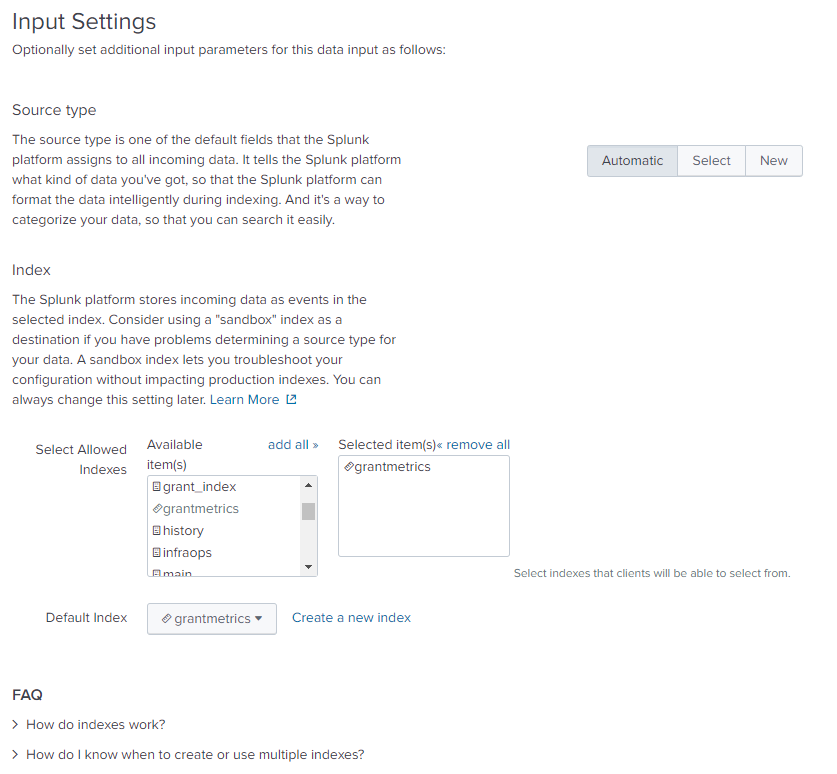 Input Settings
Optionally set additional input parameters for this data input as follows:
Source type
The source type is one of the default fields that the Splunk
platform assigns to all incoming data. It tells the Splunk platform
what kind of data you've got, so that the Splunk platform can
format the data intelligently during indexing. And it's a way to
categorize your data, so that you can search it easily.
Automatic Select New
Index
The Splunk platform stores incoming data as events in the
selected index. Consider using a "sandbox" index as a
destination if you have problems determining a source type for
your data. A sandbox index lets you troubleshoot your
configuration without impacting production indexes. You can
always change this setting later. Learn More
Select Allowed
Indexes
Available
item(s)
add all »
grant_index
grantmetrics
history
infraops
main
Selected item(s)« remove all
grantmetrics
Select indexes that clients will be able to select from.
Default Index grantmetrics Create a new index
FAQ
How do indexes work?
How do I know when to create or use multiple indexes?